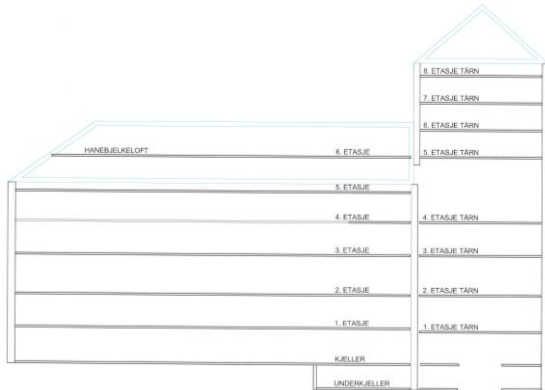 8. ETASJE TÅRN
7. ETASJE TÅRN
6. ETASJE TÅRN
HANEBJELKELOFT 6. ETASJE 5. ETASJE TÅRN
5. ETASJE
4. ETASJE 4. ETASJE TÅRN
3. ETASJE 3. ETASJE TÅRN
2. ETASJE 2. ETASJE TÅRN
1. ETASJE 1. ETASJE TÅRN
KJELLER
UNDERKJELLER